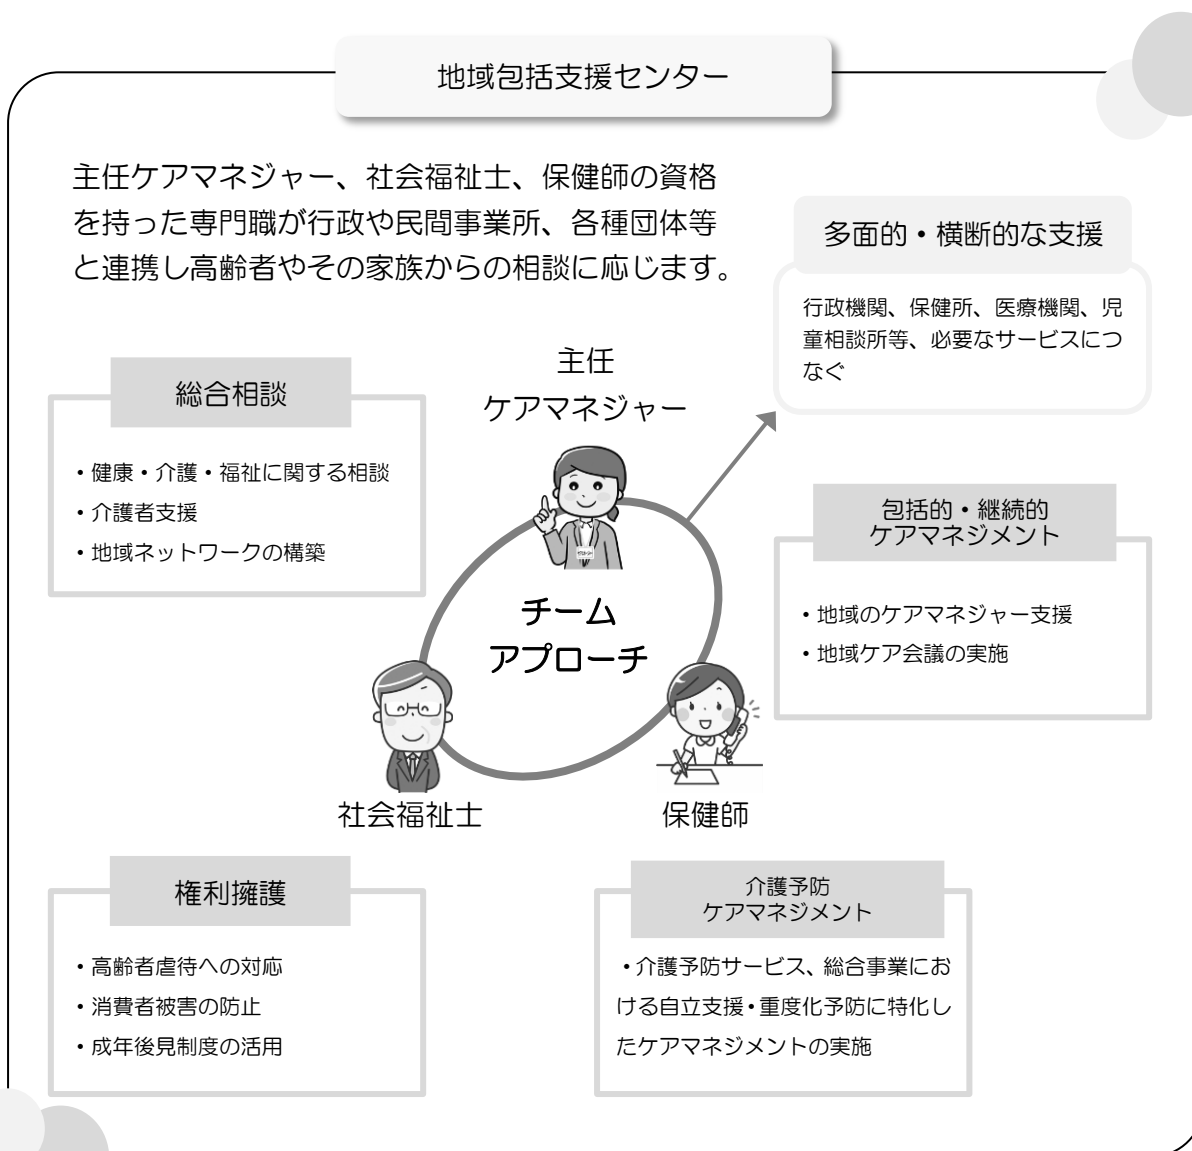 地域包括支援センター
主任ケアマネジャー、社会福祉士、保健師の資格
を持った専門職が行政や民間事業所、各種団体等
と連携し高齢者やその家族からの相談に応じます。
多面的・横断的な支援
行政機関、保健所、医療機関、児
童相談所等、必要なサービスにつ
なぐ
主任
ケアマネジャー
総合相談
・健康・介護・福祉に関する相談
・介護者支援
・地域ネットワークの構築
包括的・継続的
ケアマネジメント
・地域のケアマネジャー支援
・地域ケア会議の実施
チーム
アプローチ
社会福祉士
保健師
権利擁護
・高齢者虐待への対応
・消費者被害の防止
・成年後見制度の活用
介護予防
ケアマネジメント
・介護予防サービス、総合事業にお
ける自立支援・重度化予防に特化し
たケアマネジメントの実施